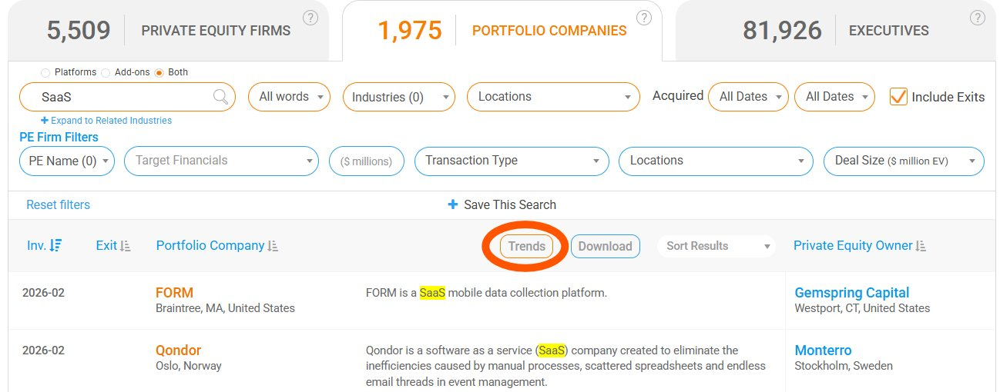 5,509 PRIVATE EQUITY FIRMS ?
1,975 PORTFOLIO COMPANIES ?
81,926 EXECUTIVES ?
Platforms Add-ons Both
SaaS All words Industries (0) Locations Acquired All Dates All Dates Include Exits
+ Expand to Related Industries
PE Firm Filters
PE Name (0) Target Financials ($ millions) Transaction Type Locations Deal Size ($ million EV)
Reset filters + Save This Search
Inv. Exit Portfolio Company Trends Download Sort Results Private Equity Owner
2026-02 FORM FORM is a SaaS mobile data collection platform. Gemspring Capital
Braintree, MA, United States Westport, CT, United States
2026-02 Qondor Qondor is a software as a service (SaaS) company created to eliminate the Monterro
Oslo, Norway inefficiencies caused by manual processes, scattered spreadsheets and endless Stockholm, Sweden
email threads in event management.